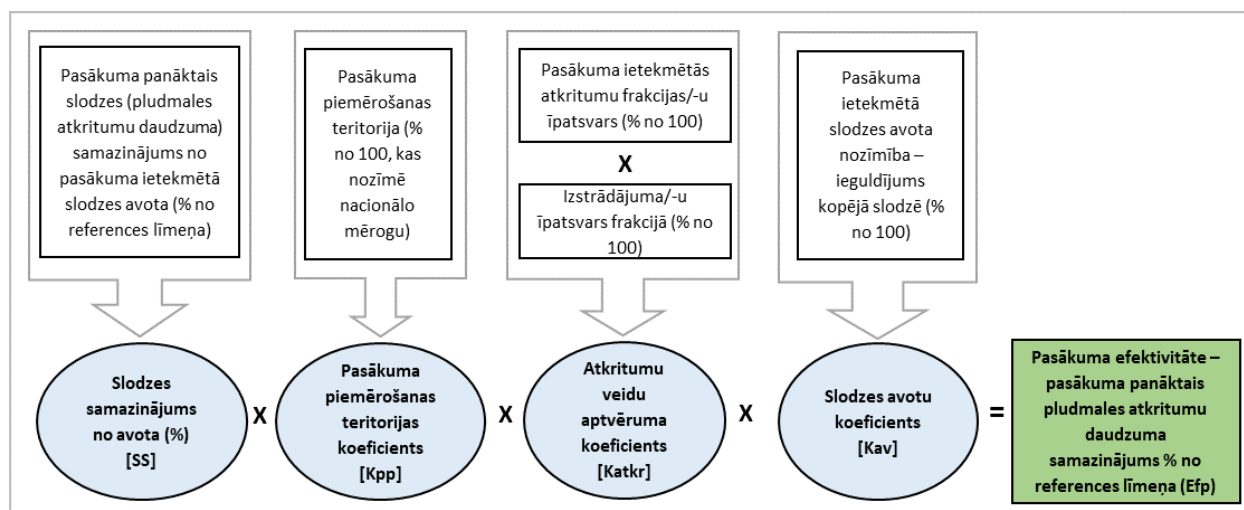 Pasākuma panāktais
slodzes (pludmales
atkritumu daudzuma)
samazinājums no
pasākuma ietekmētā
slodzes avota (% no
references līmeņa)
Pasākuma
piemērošanas
teritorija (%
no 100, kas
nozīmē
nacionālo
mērogu)
Pasākuma ietekmētās
atkritumu frakcijas/-u
īpatsvars (% no 100)
X
Izstrādājuma/-u
īpatsvars frakcijā (% no
100)
Pasākuma
ietekmētā
slodzes avota
nozīmība –
ieguldījums
kopējā slodzē (%
no 100)
Slodzes
samazinājums
no avota (%)
[SS]
X
Pasākuma
piemērošanas
teritorijas
koeficients
[Kpp]
X
Atkritumu
veidu
aptvēruma
koeficients
[Katkr]
X
Slodzes avotu
koeficients
[Kav]
=
Pasākuma efektivitāte –
pasākuma panāktais
pludmales atkritumu
daudzuma
samazinājums % no
references līmeņa (Efp)